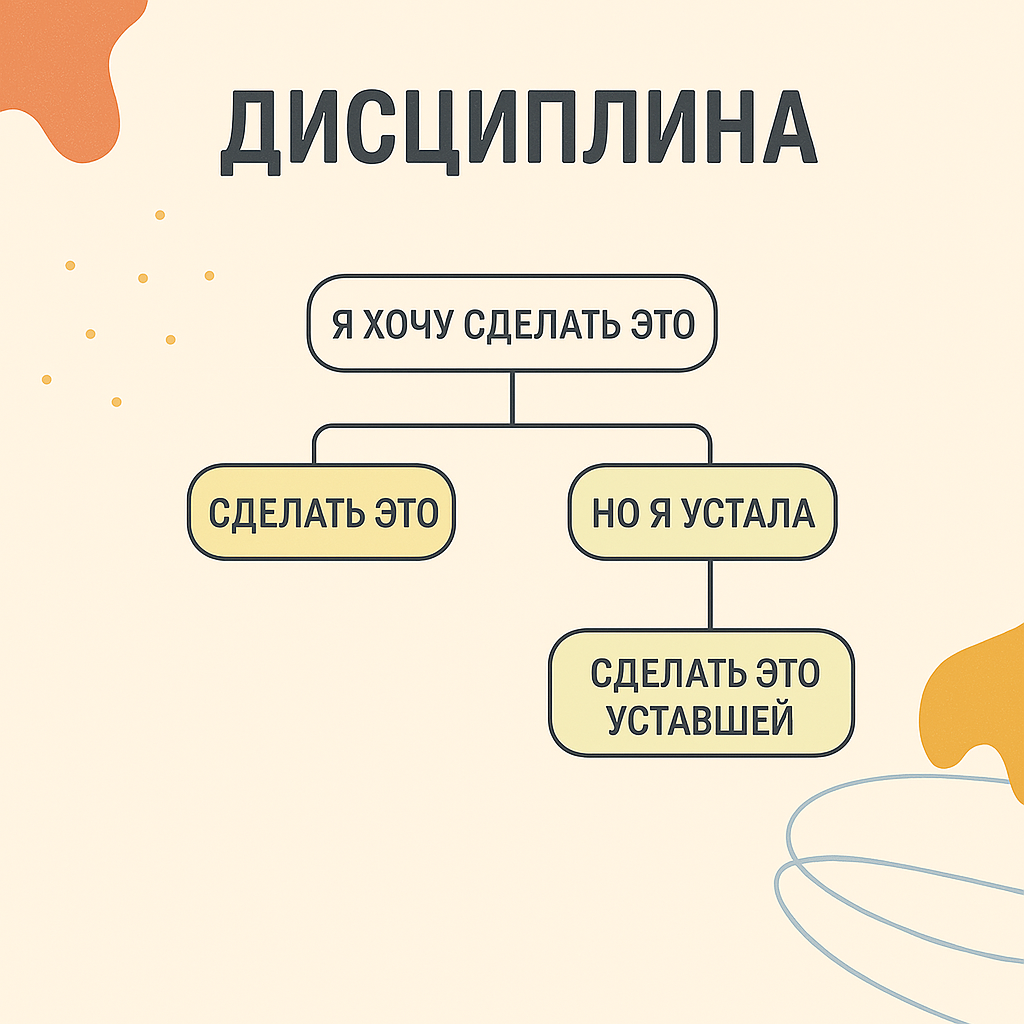 ДИСЦИПЛИНА
Я ХОЧУ СДЕЛАТЬ ЭТО
СДЕЛАТЬ ЭТО
НО Я УСТАЛА
СДЕЛАТЬ ЭТО
УСТАВШЕЙ